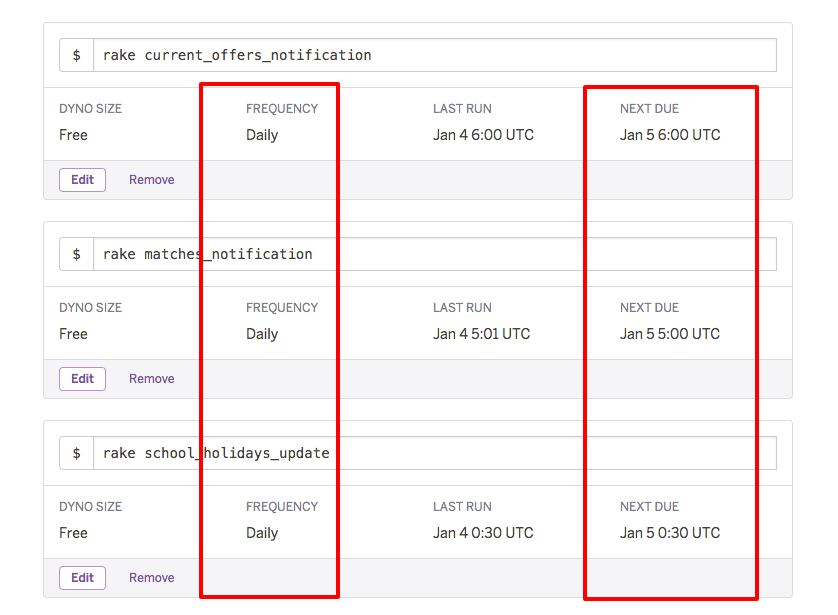 $ rake current_offers_notification
DYNO SIZE FREQUENCY LAST RUN NEXT DUE
Free Daily Jan 4 6:00 UTC Jan 5 6:00 UTC
Edit Remove
$ rake matches_notification
DYNO SIZE FREQUENCY LAST RUN NEXT DUE
Free Daily Jan 4 5:01 UTC Jan 5 5:00 UTC
Edit Remove
$ rake school_holidays_update
DYNO SIZE FREQUENCY LAST RUN NEXT DUE
Free Daily Jan 4 0:30 UTC Jan 5 0:30 UTC
Edit Remove